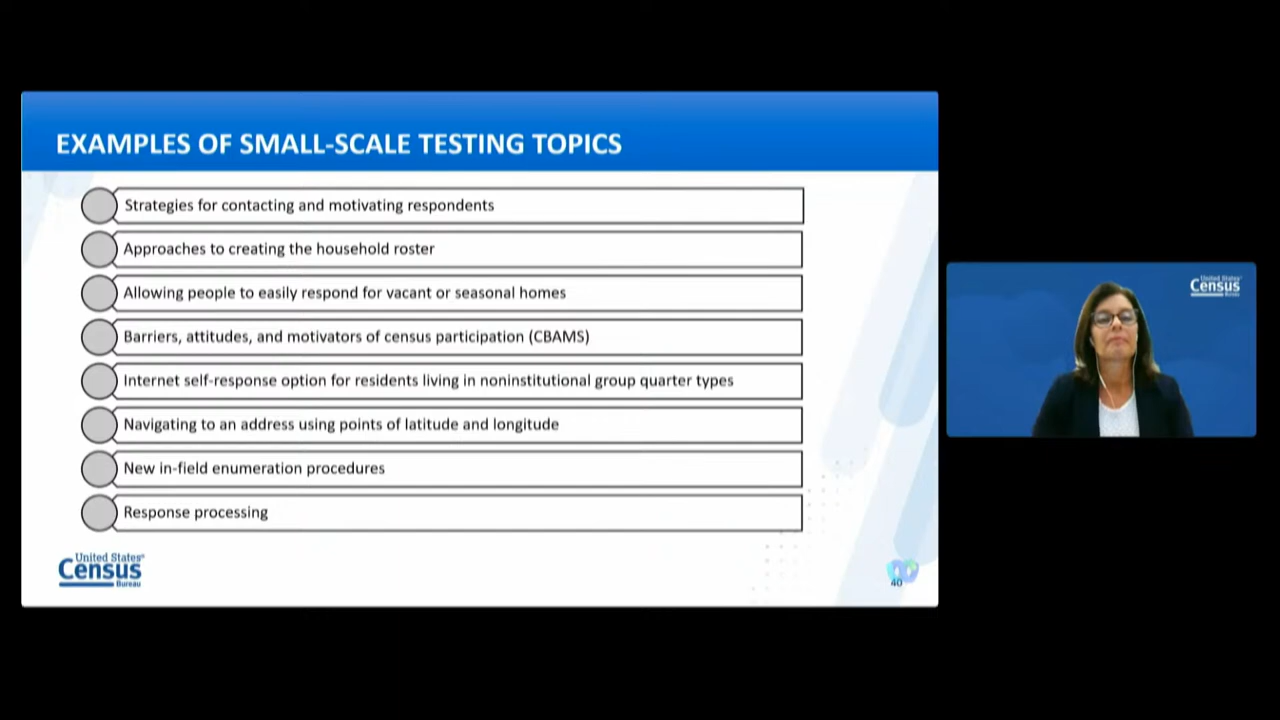 EXAMPLES OF SMALL-SCALE TESTING TOPICS
Strategies for contacting and motivating respondents
Approaches to creating the household roster
Allowing people to easily respond for vacant or seasonal homes
Barriers, attitudes, and motivators of census participation (CBAMS)
Internet self-response option for residents living in noninstitutional group quarter types
Navigating to an address using points of latitude and longitude
New in-field enumeration procedures
Response processing
United States®
Census
Bureau
40
United States®
Census
Bureau